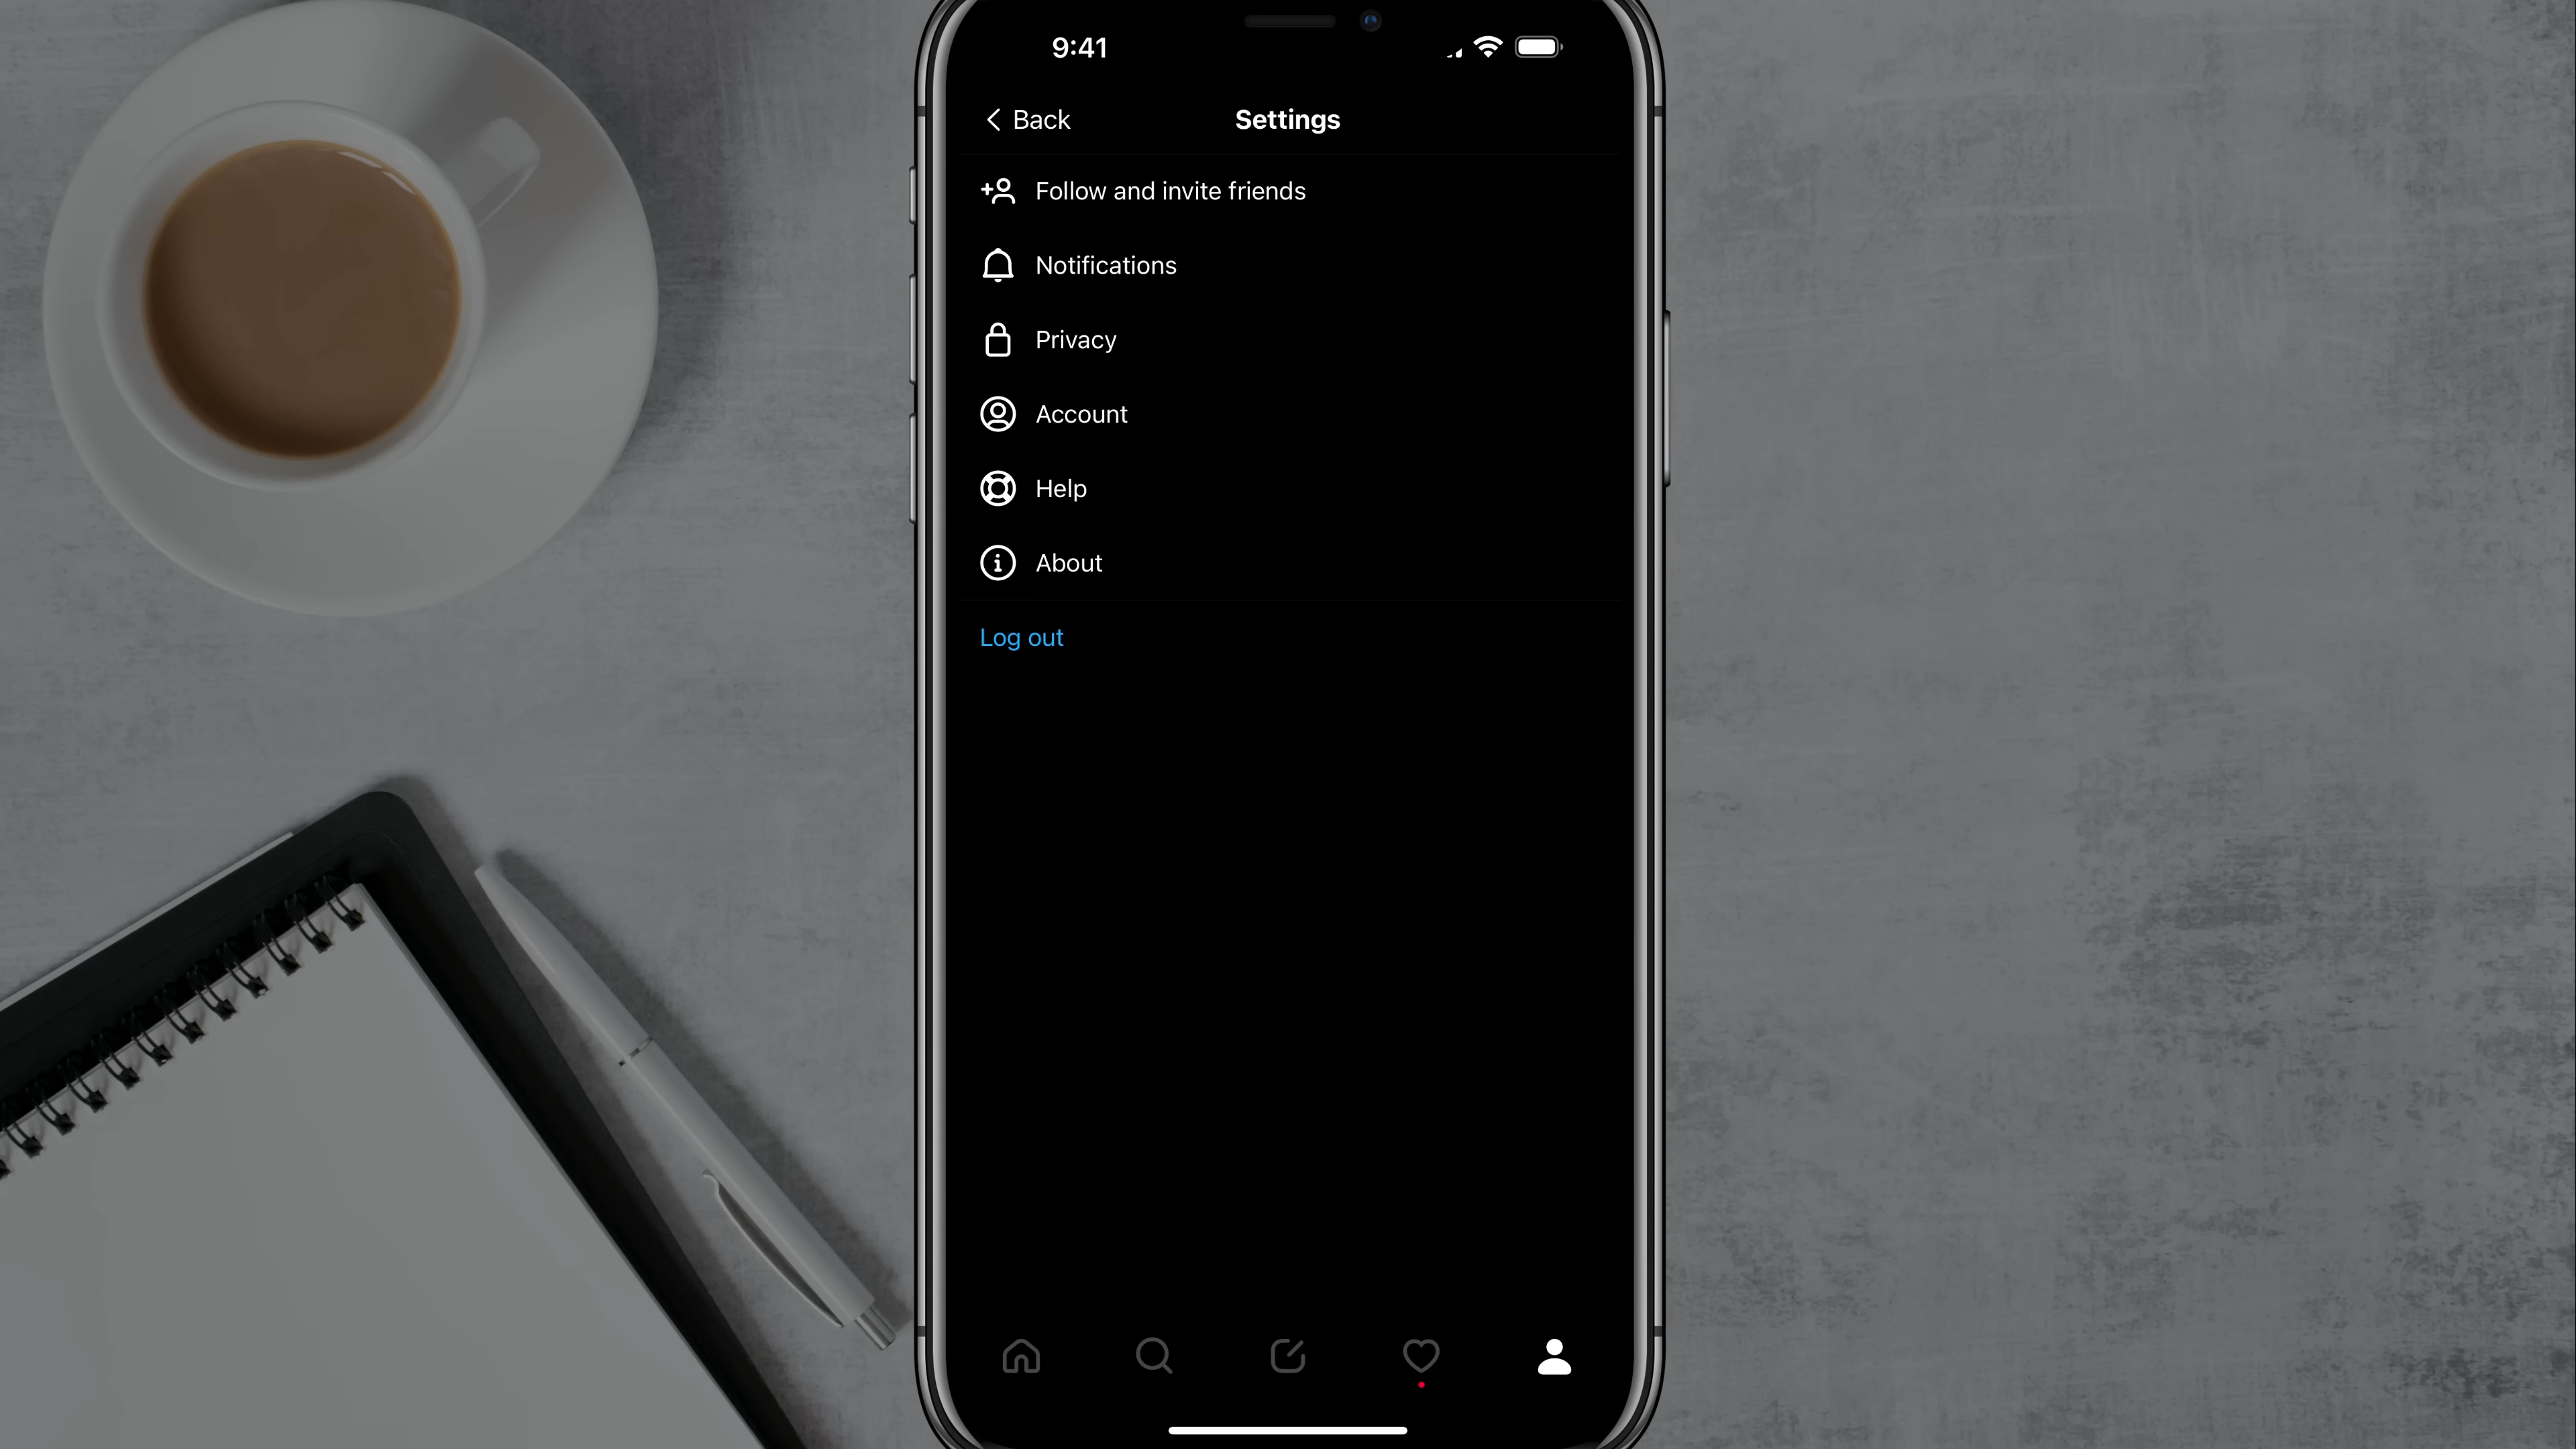 9:41
Back
Settings
Follow and invite friends
Notifications
Privacy
Account
Help
About
Log out